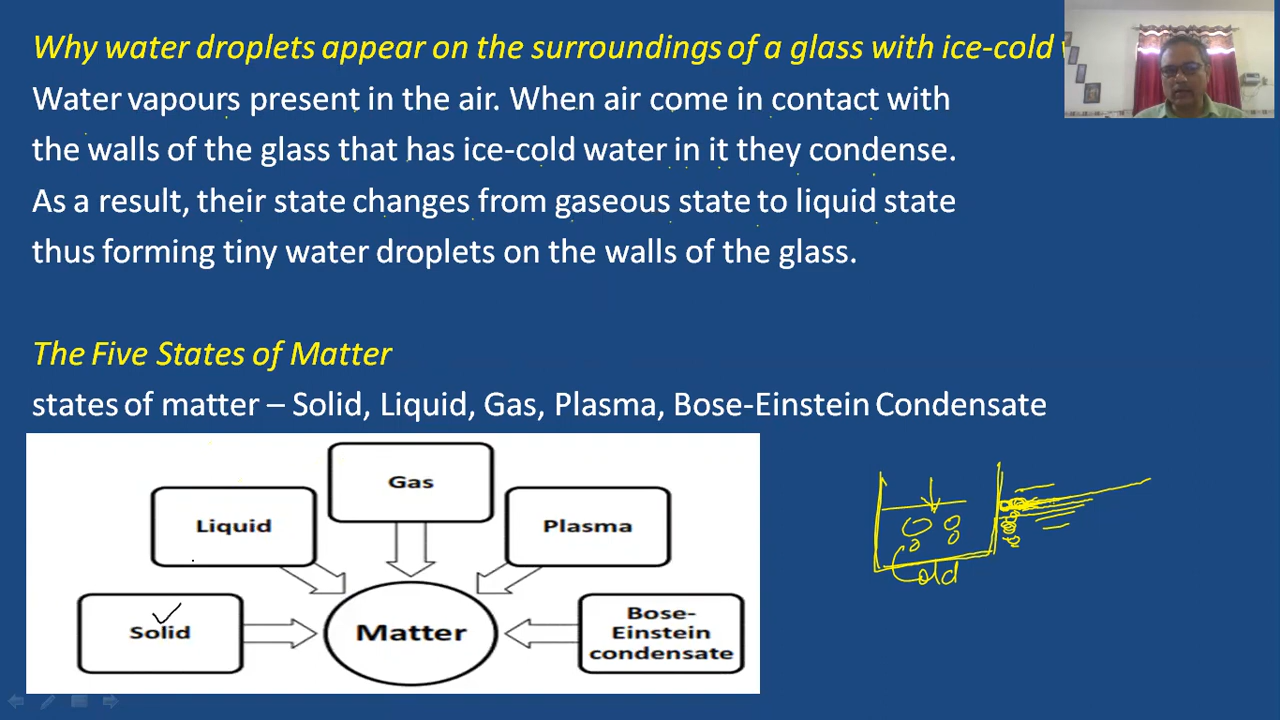 Why water droplets appear on the surroundings of a glass with ice-cold
Water vapours present in the air. When air come in contact with
the walls of the glass that has ice-cold water in it they condense.
As a result, their state changes from gaseous state to liquid state
thus forming tiny water droplets on the walls of the glass.
The Five States of Matter
states of matter – Solid, Liquid, Gas, Plasma, Bose-Einstein Condensate
Gas
Liquid
Plasma
Solid
Matter
Bose-
Einstein
condensate
Cold